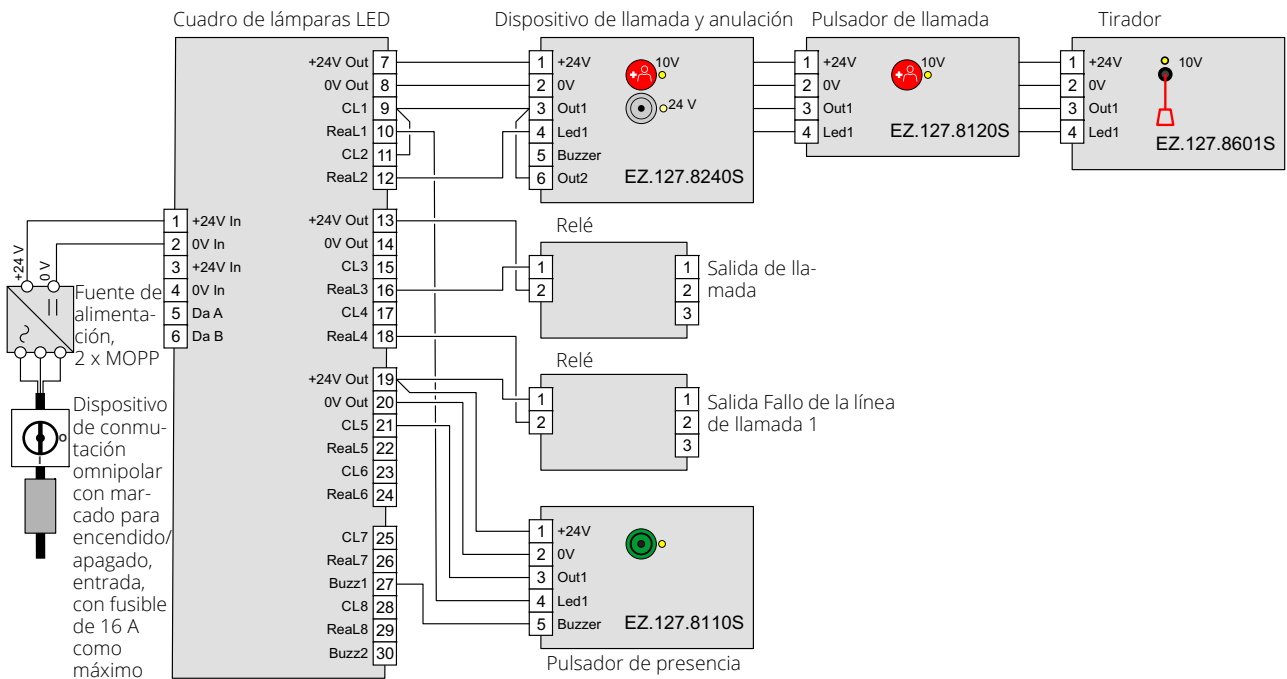 Cuadro de lámparas LED
Dispositivo de llamada y anulación
Pulsador de llamada
Tirador
+24V Out 7
0V Out 8
CL1 9
ReaL1 10
CL2 11
ReaL2 12
1 +24V
2 0V
3 Out1
4 Led1
5 Buzzer
6 Out2
10V
24 V
EZ.127.8240S
1 +24V
2 0V
3 Out1
4 Led1
10V
EZ.127.8120S
1 +24V
2 0V
3 Out1
4 Led1
10V
EZ.127.8601S
1 +24V In
2 0V In
3 +24V In
4 0V In
5 Da A
6 Da B
+24V Out 13
0V Out 14
CL3 15
ReaL3 16
CL4 17
ReaL4 18
Relé
1
2
1
2
3
Salida de lla-
mada
+24 V
0 V
Fuente de
alimenta-
ción,
2 x MOPP
Relé
1
2
1
2
3
Salida Fallo de la línea
de llamada 1
+24V Out 19
0V Out 20
CL5 21
ReaL5 22
CL6 23
ReaL6 24
Dispositivo
de conmu-
tación
omnipolar
con mar-
cado para
encendido/
apagado,
entrada,
con fusible
de 16 A
como
máximo
CL7 25
ReaL7 26
Buzz1 27
CL8 28
ReaL8 29
Buzz2 30
1 +24V
2 0V
3 Out1
4 Led1
5 Buzzer
EZ.127.8110S
Pulsador de presencia